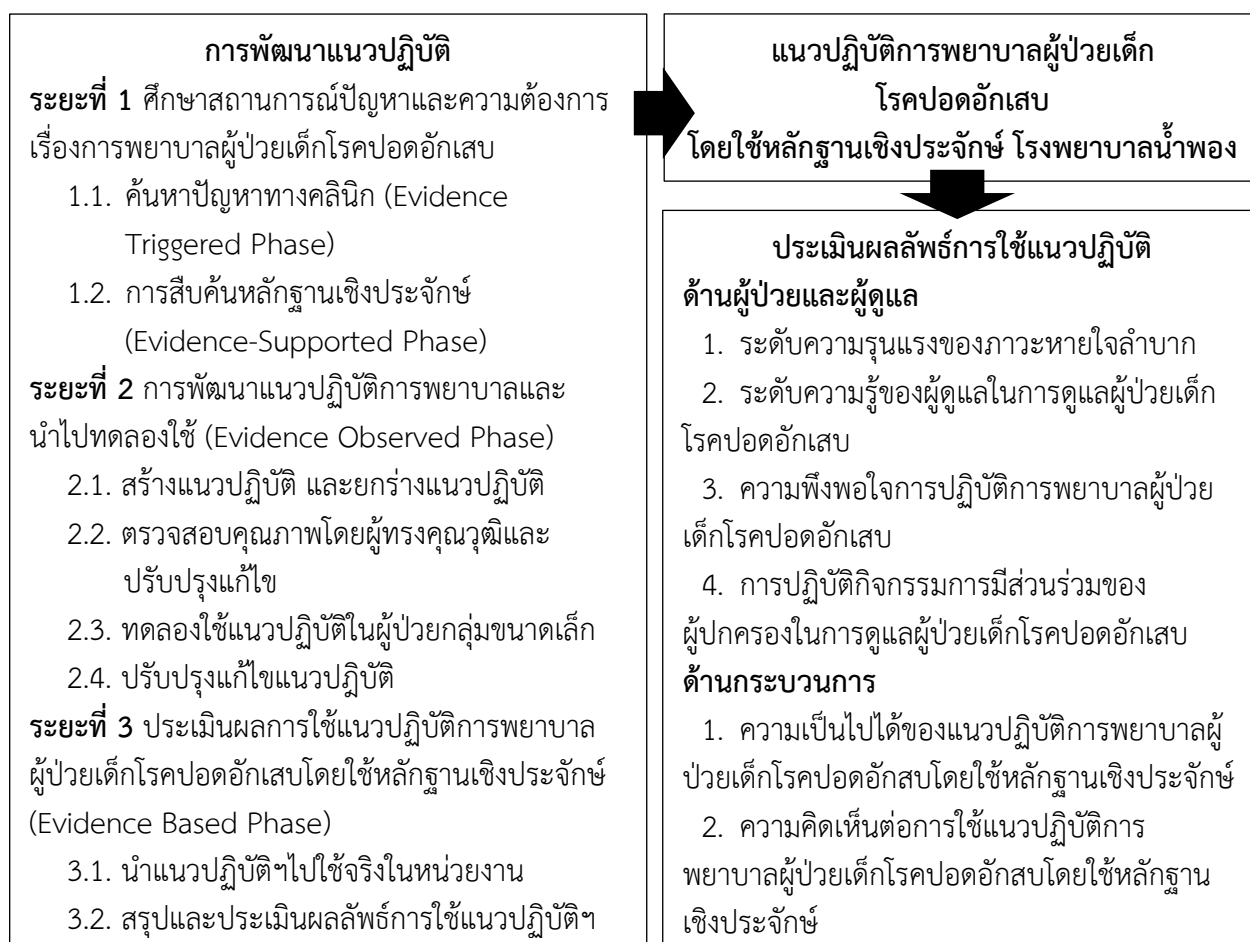 การพัฒนาแนวปฏิบัติ
ระยะที่ 1 ศึกษาสถานการณ์ปัญหาและความต้องการ
เรื่องการพยาบาลผู้ป่วยเด็กโรคปอดอักเสบ
1.1. ค้นหาปัญหาทางคลินิก (Evidence
Triggered Phase)
1.2. การสืบค้นหลักฐานเชิงประจักษ์
(Evidence-Supported Phase)
ระยะที่ 2 การพัฒนาแนวปฏิบัติการพยาบาลและ
นำไปทดลองใช้ (Evidence Observed Phase)
2.1. สร้างแนวปฏิบัติ และยกร่างแนวปฏิบัติ
2.2. ตรวจสอบคุณภาพโดยผู้ทรงคุณวุฒิและ
ปรับปรุงแก้ไข
2.3. ทดลองใช้แนวปฏิบัติในผู้ป่วยกลุ่มขนาดเล็ก
2.4. ปรับปรุงแก้ไขแนวปฎิบัติ
ระยะที่ 3 ประเมินผลการใช้แนวปฏิบัติการพยาบาล
ผู้ป่วยเด็กโรคปอดอักเสบโดยใช้หลักฐานเชิงประจักษ์
(Evidence Based Phase)
3.1. นำแนวปฏิบัติฯไปใช้จริงในหน่วยงาน
3.2. สรุปและประเมินผลลัพธ์การใช้แนวปฏิบัติฯ
แนวปฏิบัติการพยาบาลผู้ป่วยเด็ก
โรคปอดอักเสบ
โดยใช้หลักฐานเชิงประจักษ์ โรงพยาบาลน้ำพอง
ประเมินผลลัพธ์การใช้แนวปฏิบัติ
ด้านผู้ป่วยและผู้ดูแล
1. ระดับความรุนแรงของภาวะหายใจลำบาก
2. ระดับความรู้ของผู้ดูแลในการดูแลผู้ป่วยเด็ก
โรคปอดอักเสบ
3. ความพึงพอใจการปฏิบัติการพยาบาลผู้ป่วย
เด็กโรคปอดอักเสบ
4. การปฏิบัติกิจกรรมการมีส่วนร่วมของ
ผู้ปกครองในการดูแลผู้ป่วยเด็กโรคปอดอักเสบ
ด้านกระบวนการ
1. ความเป็นไปได้ของแนวปฏิบัติการพยาบาลผู้
ป่วยเด็กโรคปอดอักสบโดยใช้หลักฐานเชิงประจักษ์
2. ความคิดเห็นต่อการใช้แนวปฏิบัติการ
พยาบาลผู้ป่วยเด็กโรคปอดอักสบโดยใช้หลักฐาน
เชิงประจักษ์